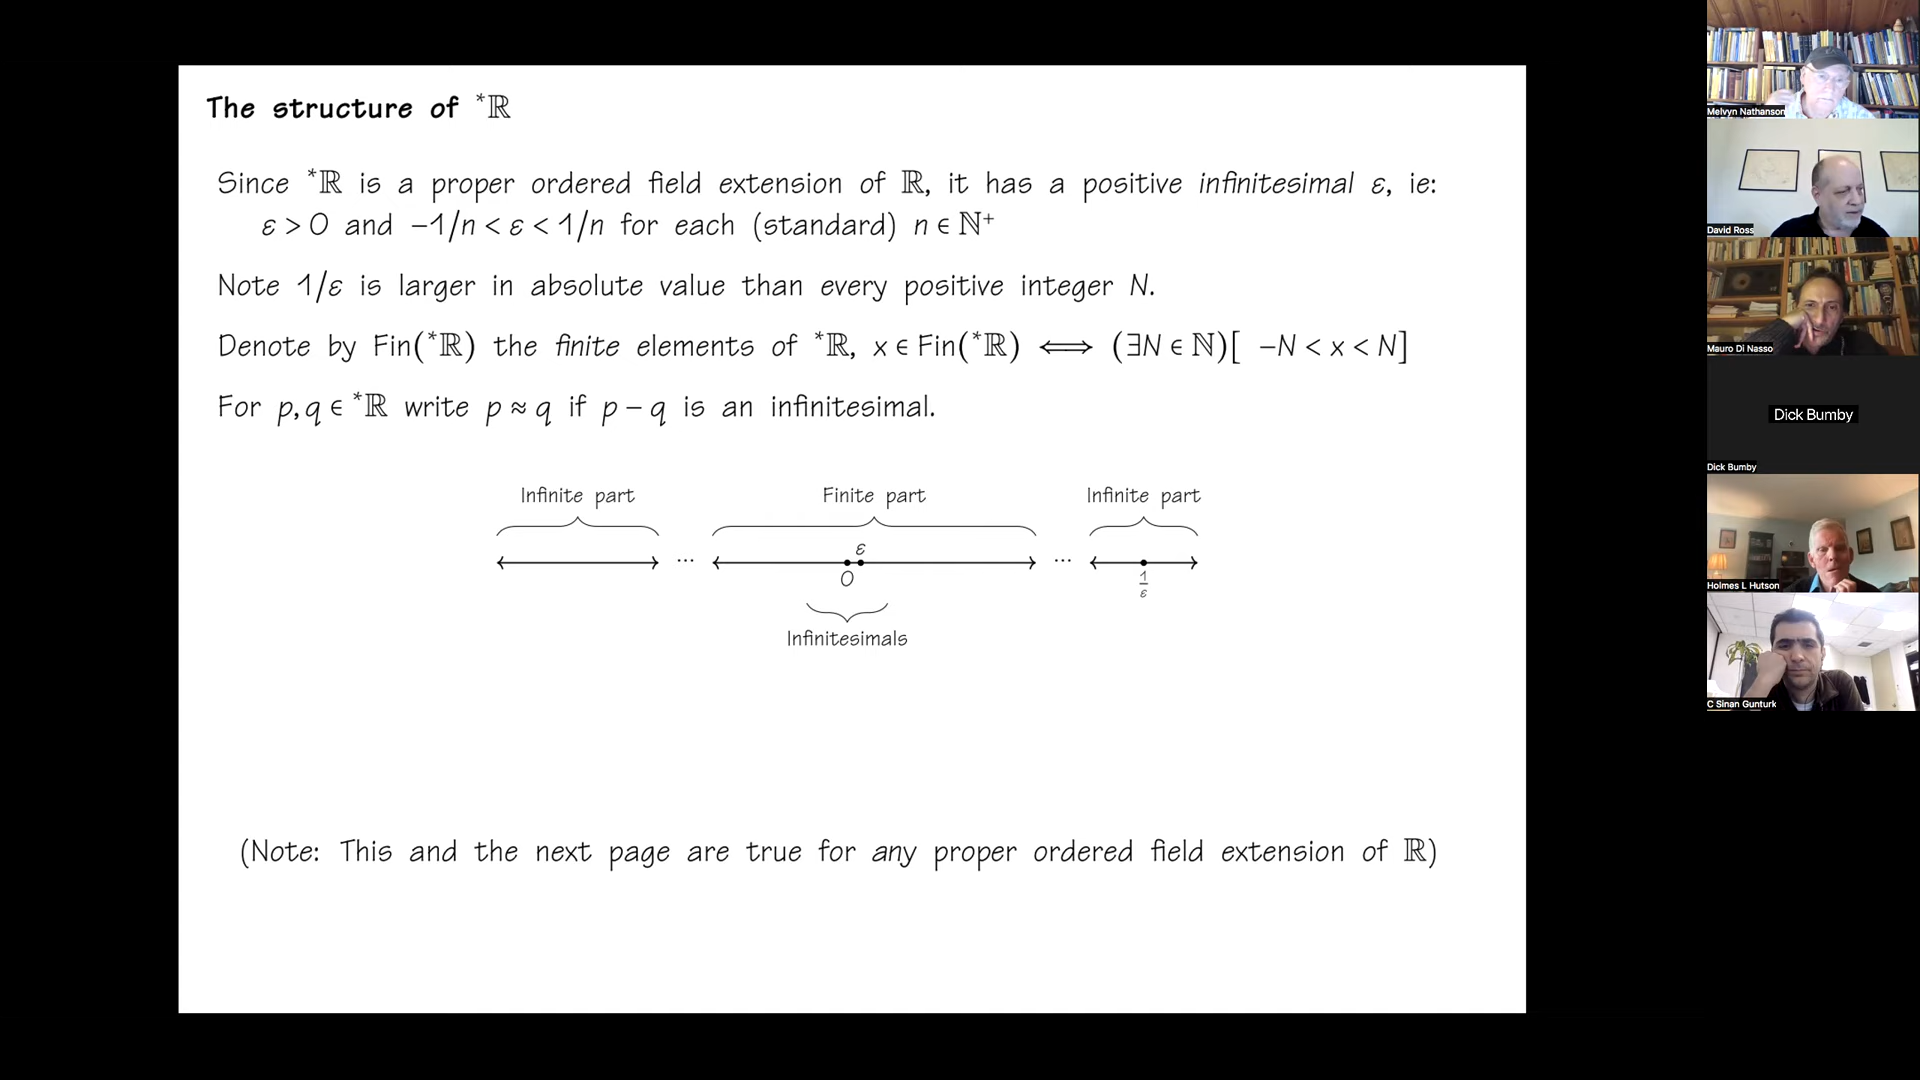 The structure of *ℝ
Since *ℝ is a proper ordered field extension of ℝ, it has a positive infinitesimal ε, ie:
ε > 0 and −1/n < ε < 1/n for each (standard) n ∈ ℕ⁺
Note 1/ε is larger in absolute value than every positive integer N.
Denote by Fin(*ℝ) the finite elements of *ℝ, x ∈ Fin(*ℝ) ⟺ (∃N ∈ ℕ)[ −N < x < N]
For p, q ∈ *ℝ write p ≈ q if p − q is an infinitesimal.
Infinite part Finite part Infinite part
... ε ...
0 1/ε
Infinitesimals
(Note: This and the next page are true for any proper ordered field extension of ℝ)
Melvyn Nathanson
David Ross
Mauro Di Nasso
Dick Bumby
Dick Bumby
Holmes L Hutson
C Sinan Gunturk